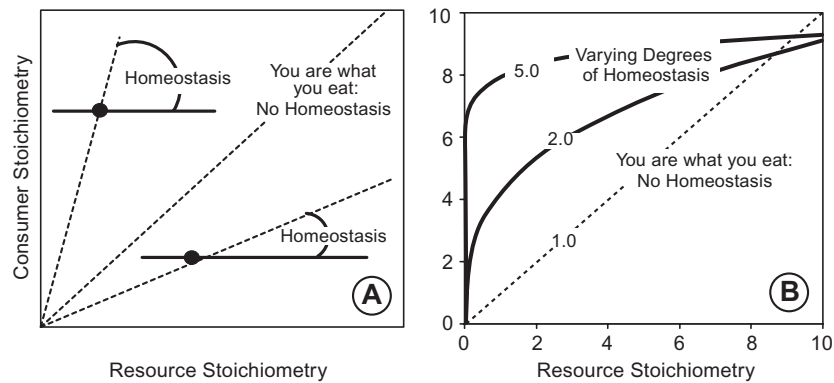 Consumer Stoichiometry
Homeostasis
You are what
you eat:
No Homeostasis
Homeostasis
A
Resource Stoichiometry
10
8
6
4
2
0
5.0
Varying Degrees
of Homeostasis
2.0
You are what you eat:
No Homeostasis
1.0
B
0 2 4 6 8 10
Resource Stoichiometry